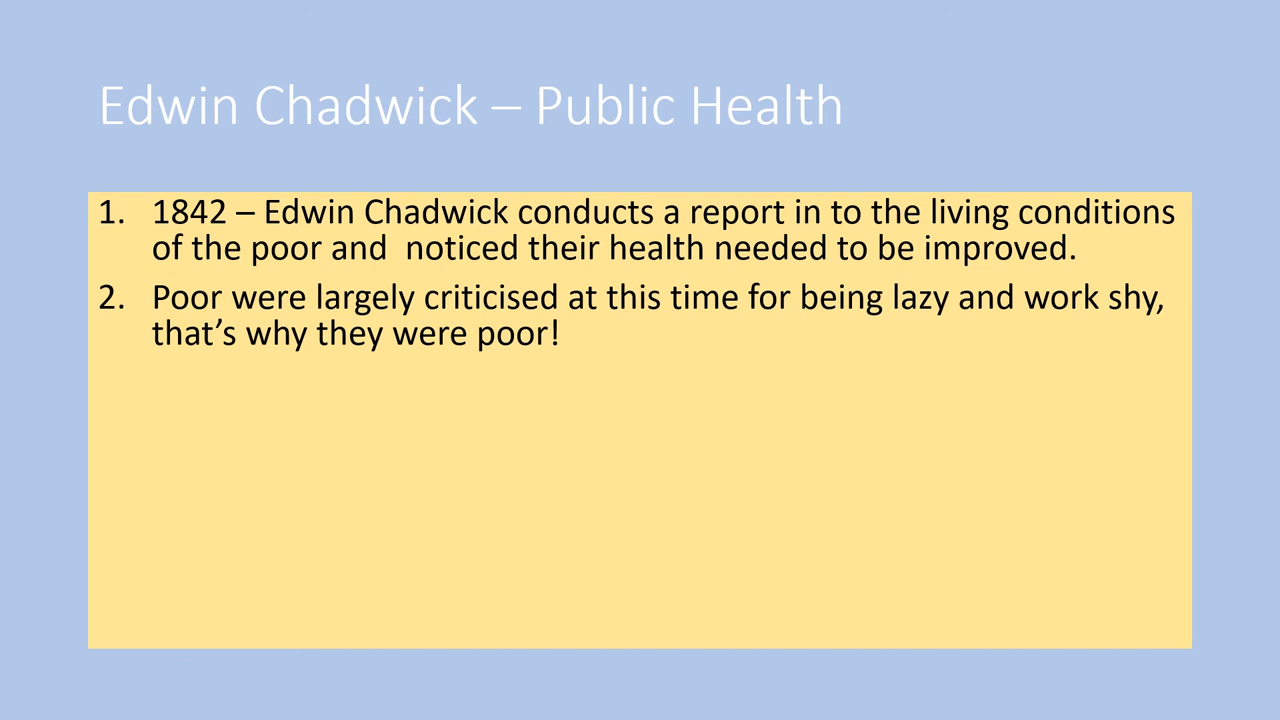 Edwin Chadwick – Public Health
1. 1842 – Edwin Chadwick conducts a report in to the living conditions
of the poor and  noticed their health needed to be improved.
2. Poor were largely criticised at this time for being lazy and work shy,
that’s why they were poor!